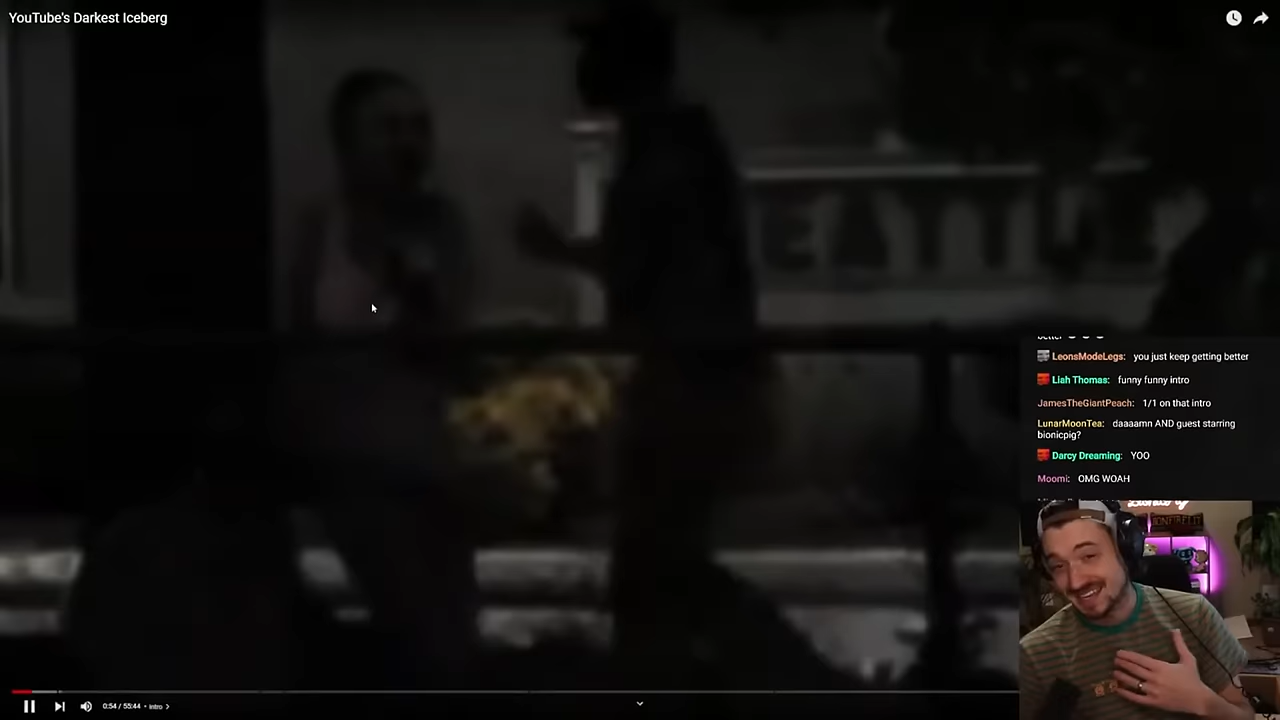 YouTube's Darkest Iceberg
better
LeonsModeLegs: you just keep getting better
Liah Thomas: funny funny intro
JamesTheGiantPeach: 1/1 on that intro
LunarMoonTea: daaaamn AND guest starring
bionicpig?
Darcy Dreaming: YOO
Moomi: OMG WOAH
0:54 / 55:44 • Intro >